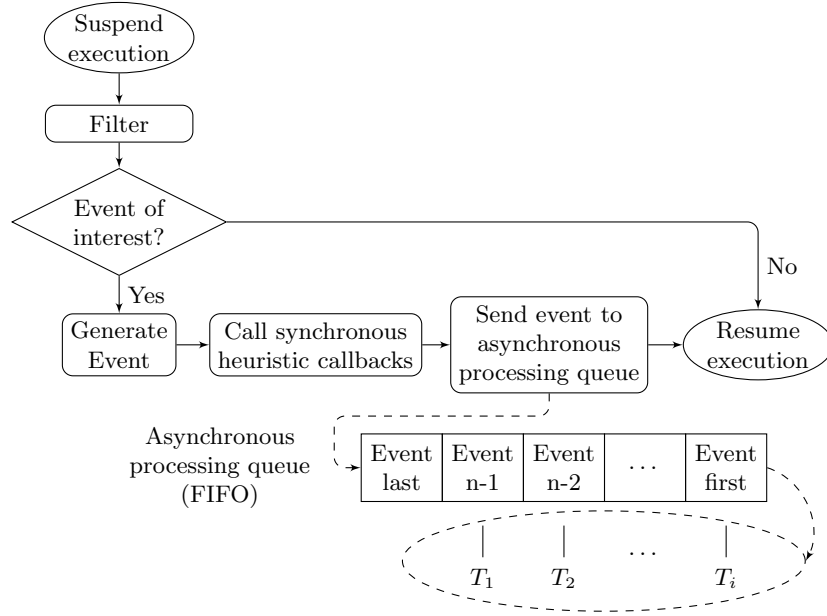 Suspend
execution
Filter
Event of
interest?
No
Yes
Generate
Event
Call synchronous
heuristic callbacks
Send event to
asynchronous
processing queue
Resume
execution
Asynchronous
processing queue
(FIFO)
Event
last
Event
n-1
Event
n-2
...
Event
first
T1
T2
...
Ti